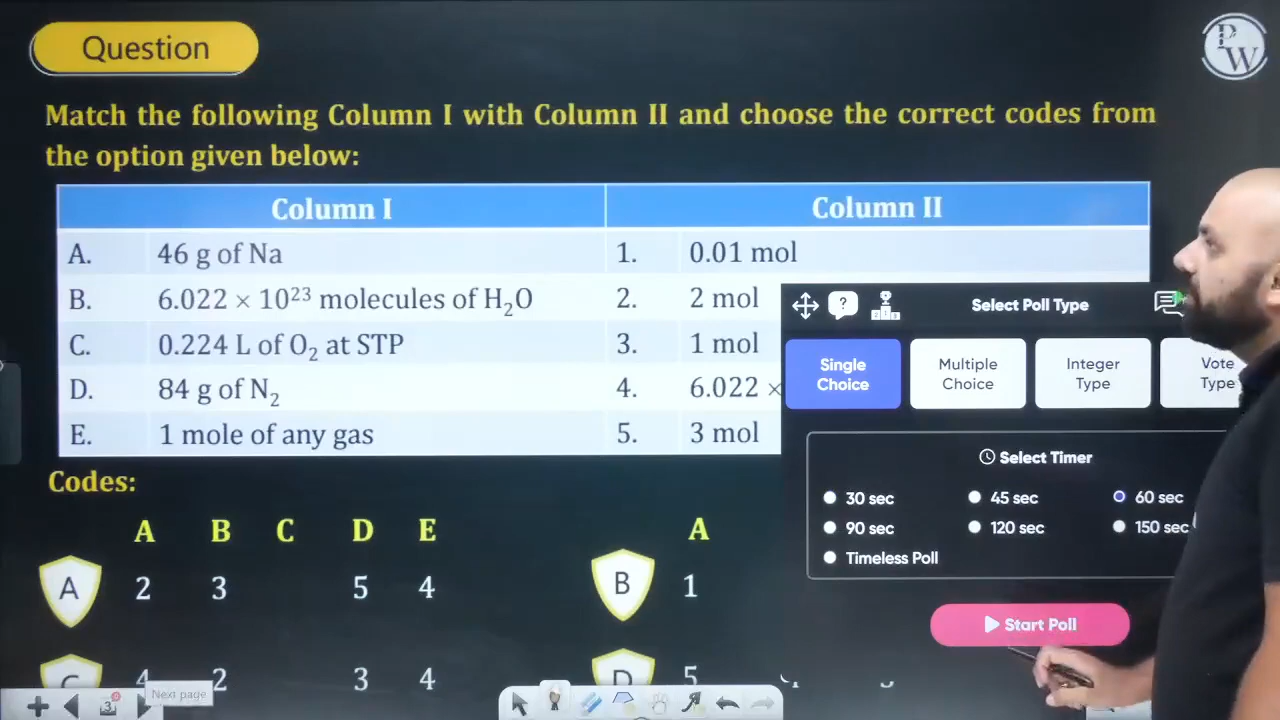 Question
PW
Match the following Column I with Column II and choose the correct codes from
the option given below:
Column I Column II
A. 46 g of Na 1. 0.01 mol
B. 6.022 × 10²³ molecules of H₂O 2. 2 mol
C. 0.224 L of O₂ at STP 3. 1 mol
D. 84 g of N₂ 4. 6.022 ×
E. 1 mole of any gas 5. 3 mol
Select Poll Type
Single Choice
Multiple Choice
Integer Type
Vote Type
Select Timer
30 sec 45 sec 60 sec
90 sec 120 sec 150 sec
Timeless Poll
Start Poll
Codes:
A B C D E A
A 2 3 5 4 B 1
C 4 2 3 4 D 5
Next page
3